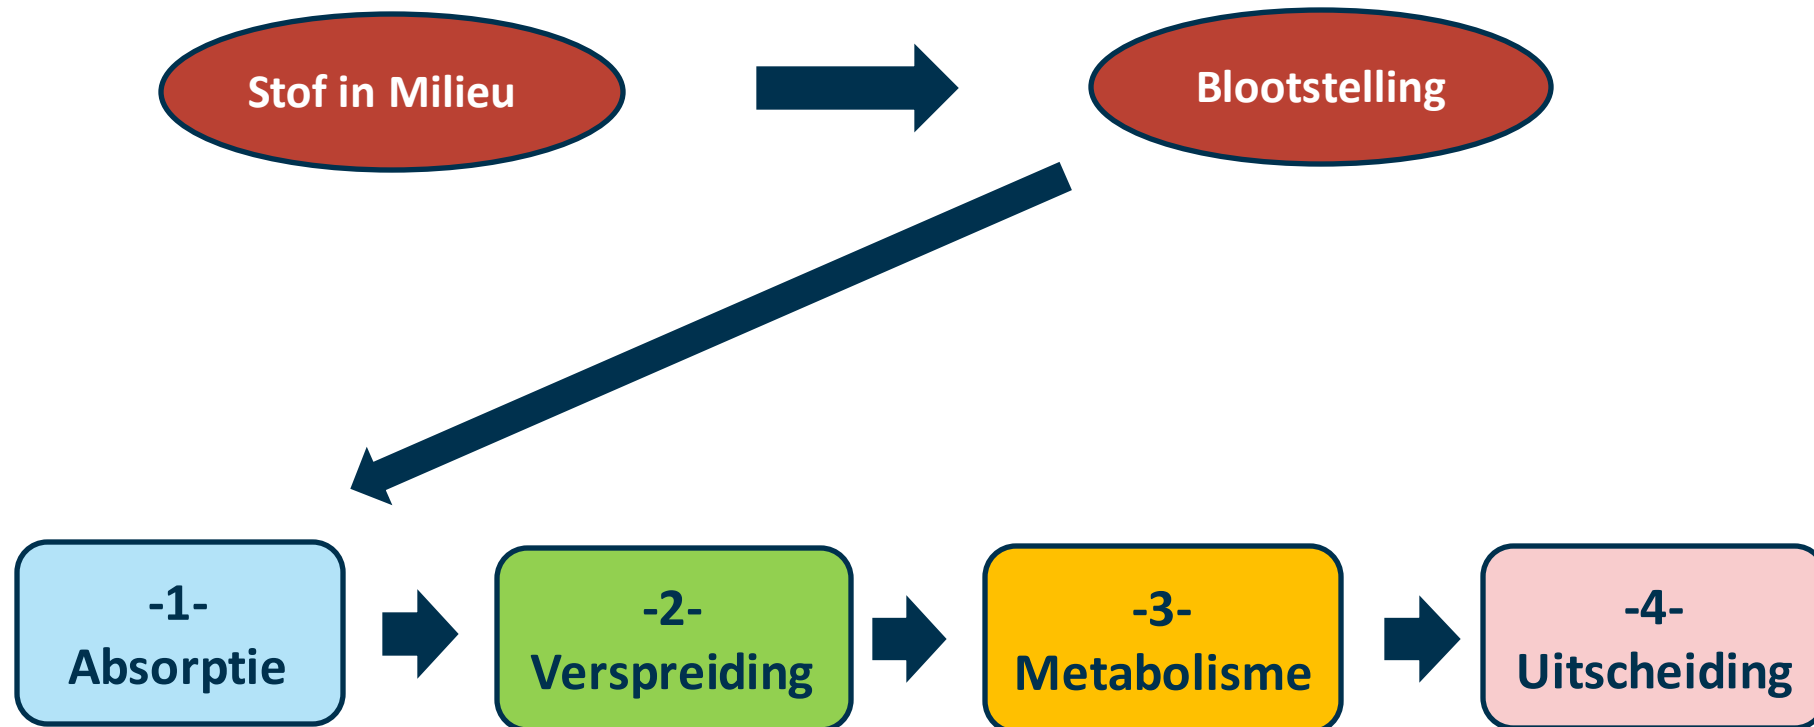 Stof in Milieu
Blootstelling
-1-
Absorptie
-2-
Verspreiding
-3-
Metabolisme
-4-
Uitscheiding